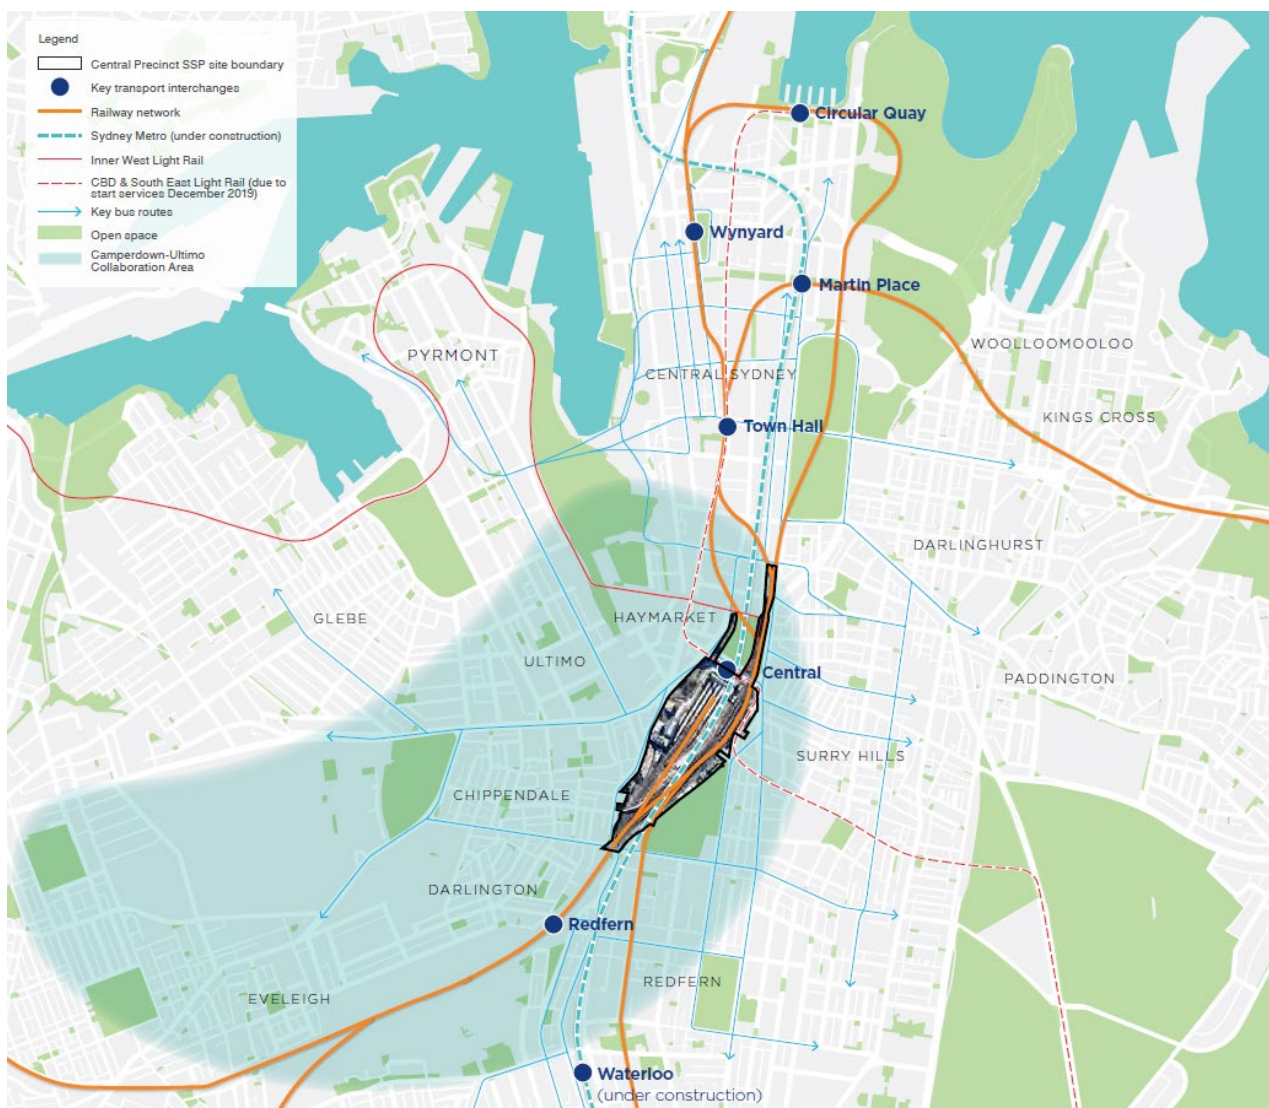 Legend
Central Precinct SSP site boundary
Key transport interchanges
Railway network
Sydney Metro (under construction)
Inner West Light Rail
CBD & South East Light Rail (due to
start services December 2019)
Key bus routes
Open space
Camperdown-Ultimo
Collaboration Area
Circular Quay
Wynyard
Martin Place
WOOLLOOMOOLOO
PYRMONT
CENTRAL SYDNEY
KINGS CROSS
Town Hall
DARLINGHURST
GLEBE
HAYMARKET
ULTIMO
Central
PADDINGTON
SURRY HILLS
CHIPPENDALE
DARLINGTON
Redfern
REDFERN
EVELEIGH
Waterloo
(under construction)